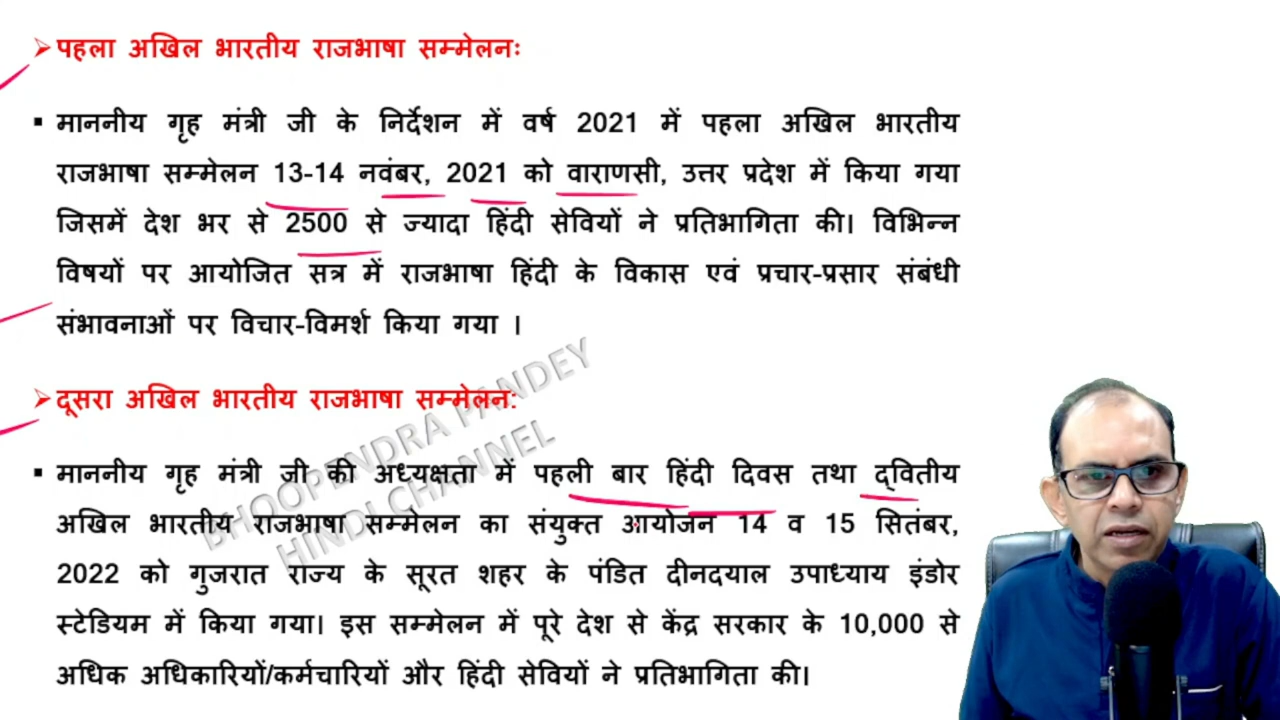 ➢पहला अखिल भारतीय राजभाषा सम्मेलनः
▪ माननीय गृह मंत्री जी के निर्देशन में वर्ष 2021 में पहला अखिल भारतीय
राजभाषा सम्मेलन 13-14 नवंबर, 2021 को वाराणसी, उत्तर प्रदेश में किया गया
जिसमें देश भर से 2500 से ज्यादा हिंदी सेवियों ने प्रतिभागिता की। विभिन्न
विषयों पर आयोजित सत्र में राजभाषा हिंदी के विकास एवं प्रचार-प्रसार संबंधी
संभावनाओं पर विचार-विमर्श किया गया ।
➢दूसरा अखिल भारतीय राजभाषा सम्मेलन:
▪ माननीय गृह मंत्री जी की अध्यक्षता में पहली बार हिंदी दिवस तथा द्वितीय
अखिल भारतीय राजभाषा सम्मेलन का संयुक्त आयोजन 14 व 15 सितंबर,
2022 को गुजरात राज्य के सूरत शहर के पंडित दीनदयाल उपाध्याय इंडोर
स्टेडियम में किया गया। इस सम्मेलन में पूरे देश से केंद्र सरकार के 10,000 से
अधिक अधिकारियों/कर्मचारियों और हिंदी सेवियों ने प्रतिभागिता की।
BHOOPENDRA PANDEY
HINDI CHANNEL